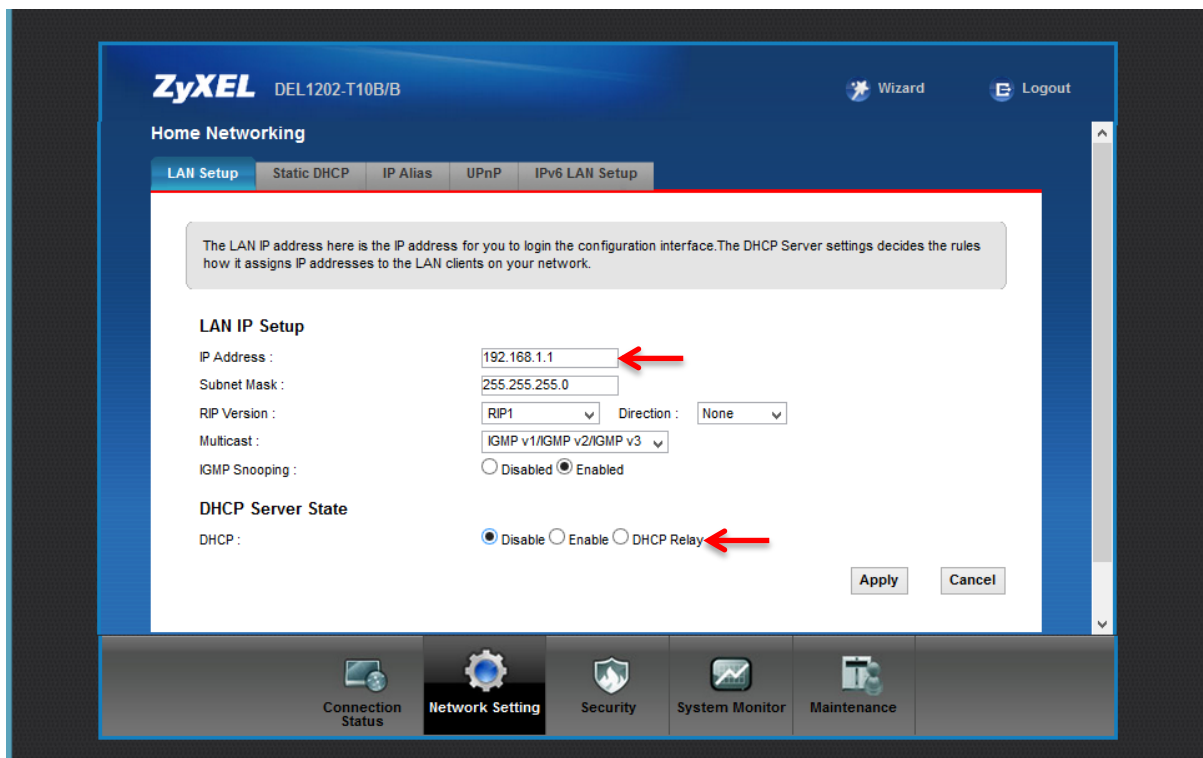 ZyXEL DEL1202-T10B/B Wizard Logout
Home Networking
LAN Setup Static DHCP IP Alias UPnP IPv6 LAN Setup
The LAN IP address here is the IP address for you to login the configuration interface.The DHCP Server settings decides the rules
how it assigns IP addresses to the LAN clients on your network.
LAN IP Setup
IP Address : 192.168.1.1
Subnet Mask : 255.255.255.0
RIP Version : RIP1 Direction : None
Multicast : IGMP v1/IGMP v2/IGMP v3
IGMP Snooping : Disabled Enabled
DHCP Server State
DHCP : Disable Enable DHCP Relay
Apply Cancel
Connection Network Setting Security System Monitor Maintenance
Status